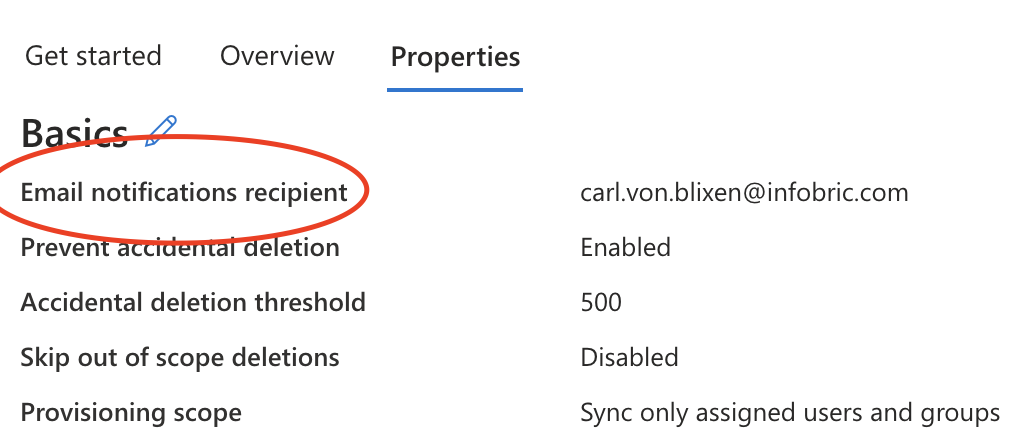 Get started Overview Properties
Basics
Email notifications recipient carl.von.blixen@infobric.com
Prevent accidental deletion Enabled
Accidental deletion threshold 500
Skip out of scope deletions Disabled
Provisioning scope Sync only assigned users and groups